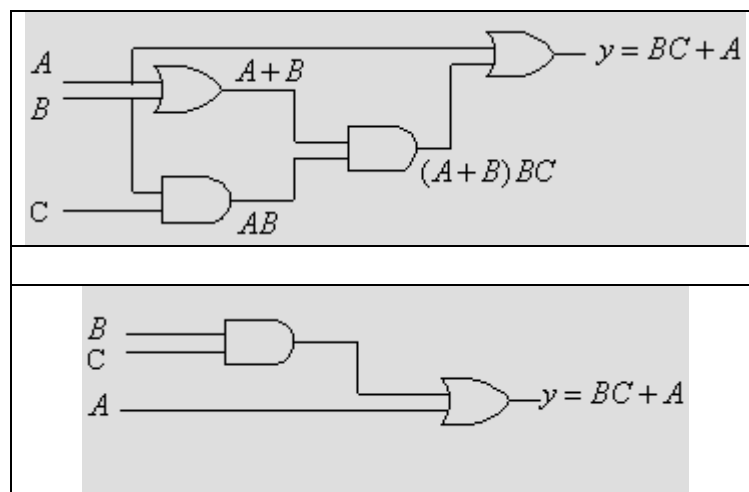 A
B
C
A + B
AB
(A + B) BC
y = BC + A
B
C
A
y = BC + A